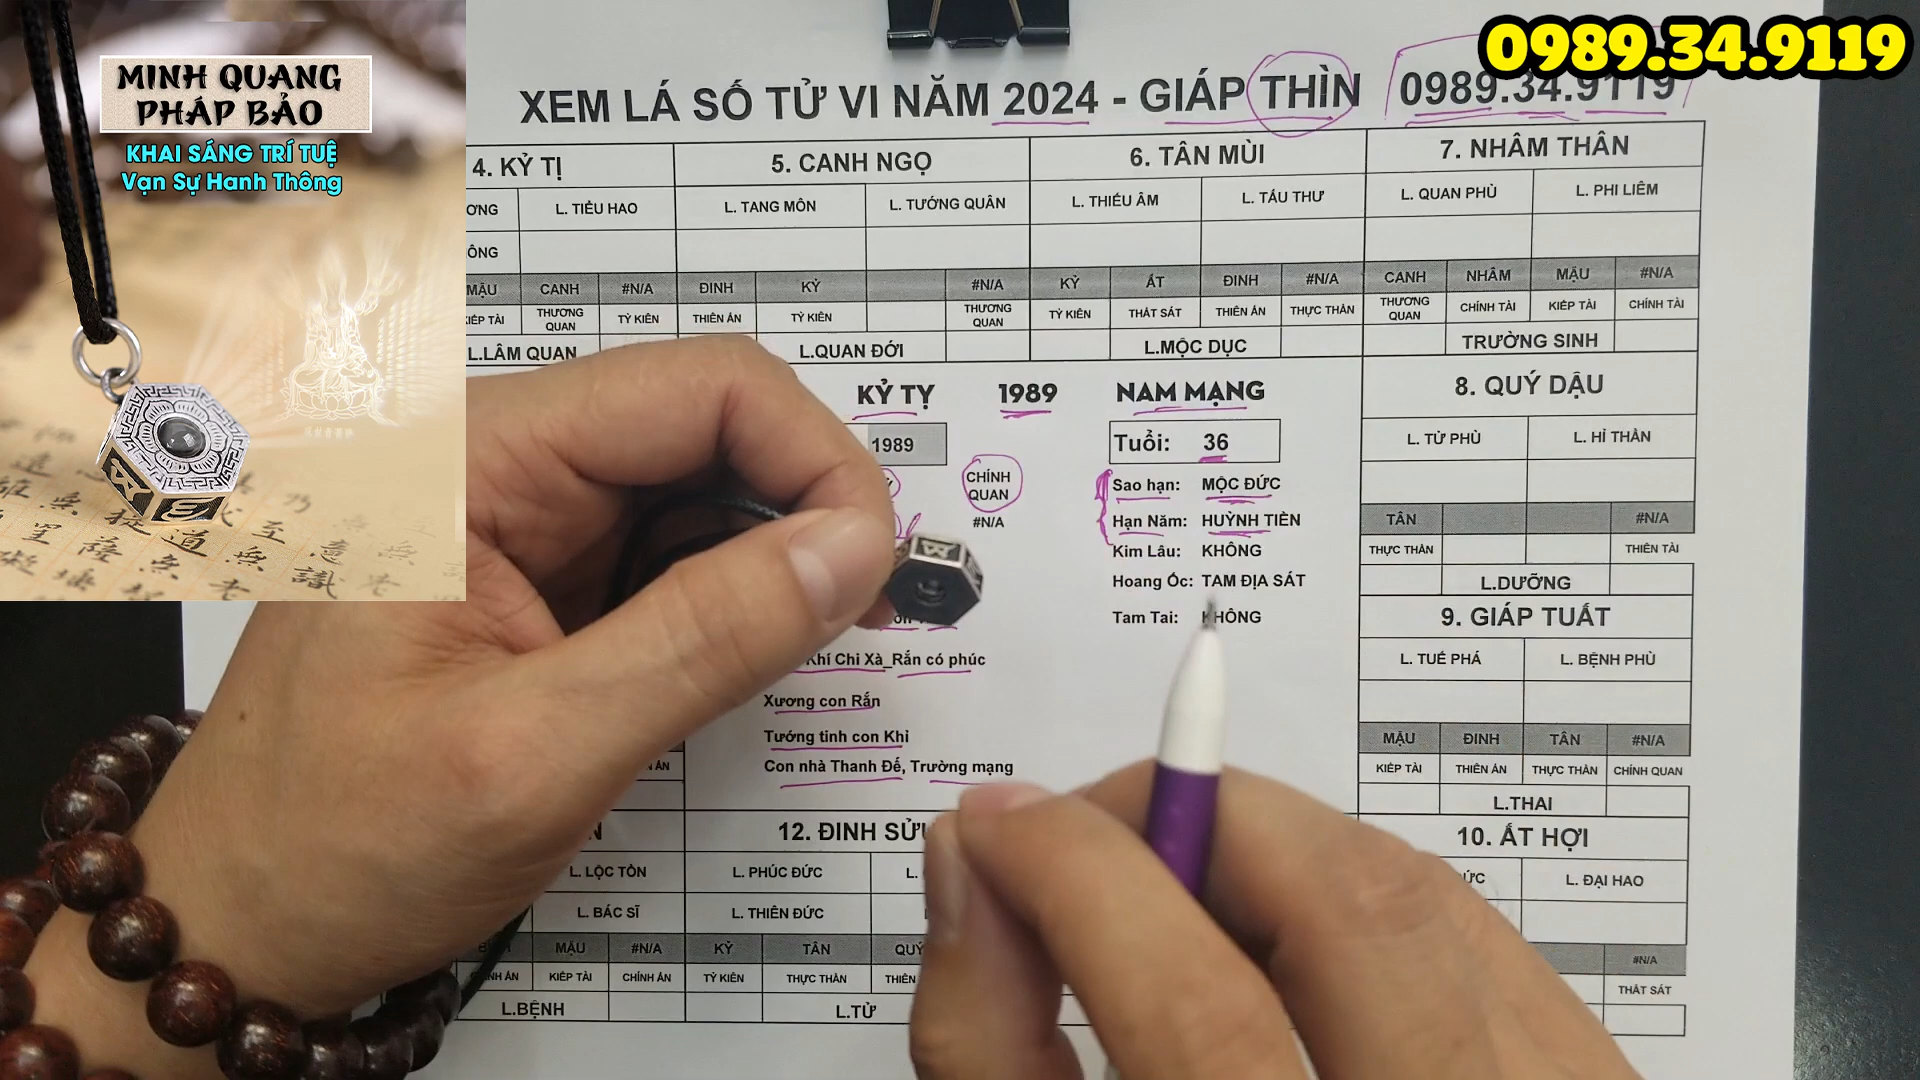 MINH QUANG
PHÁP BẢO
KHAI SÁNG TRÍ TUỆ
Vạn Sự Hanh Thông
0989.34.9119
XEM LÁ SỐ TỬ VI NĂM 2024 - GIÁP THÌN 0989.34.9119
4. KỶ TỊ 5. CANH NGỌ 6. TÂN MÙI 7. NHÂM THÂN
L. TIỂU HAO L. TANG MÔN L. TƯỚNG QUÂN L. THIẾU ÂM L. TẤU THƯ L. QUAN PHÙ L. PHI LIÊM
MẬU CANH #N/A ĐINH KỶ #N/A KỶ ẤT ĐINH #N/A CANH NHÂM MẬU #N/A
KIẾP TÀI THƯƠNG QUAN TỶ KIÊN THIÊN ẤN TỶ KIÊN THƯƠNG QUAN TỶ KIÊN THẤT SÁT THIÊN ẤN THỰC THẦN THƯƠNG QUAN CHÍNH TÀI KIẾP TÀI CHÍNH TÀI
L.LÂM QUAN L.QUAN ĐỚI L.MỘC DỤC TRƯỜNG SINH
KỶ TỴ 1989 NAM MẠNG
1989 Tuổi: 36
CHÍNH QUAN
#N/A
Sao hạn: MỘC ĐỨC
Hạn Năm: HUỲNH TIỀN
Kim Lâu: KHÔNG
Hoang Ốc: TAM ĐỊA SÁT
Tam Tai: KHÔNG
Khí Chi Xà_Rắn có phúc
Xương con Rắn
Tướng tinh con Khỉ
Con nhà Thanh Đế, Trường mạng
8. QUÝ DẬU
L. TỬ PHÙ L. HỈ THẦN
TÂN #N/A
THỰC THẦN THIÊN TÀI
L.DƯỠNG
9. GIÁP TUẤT
L. TUẾ PHÁ L. BỆNH PHÙ
MẬU ĐINH TÂN #N/A
KIẾP TÀI THIÊN ẤN THỰC THẦN CHÍNH QUAN
L.THAI
10. ẤT HỢI
L. ĐẠI HAO
#N/A
THẤT SÁT
12. ĐINH SỬU
L. LỘC TỒN L. PHÚC ĐỨC
L. BÁC SĨ L. THIÊN ĐỨC
MẬU #N/A KỶ TÂN QUÝ
KIẾP TÀI CHÍNH ẤN TỶ KIÊN THỰC THẦN THIÊN
L.BỆNH L.TỬ